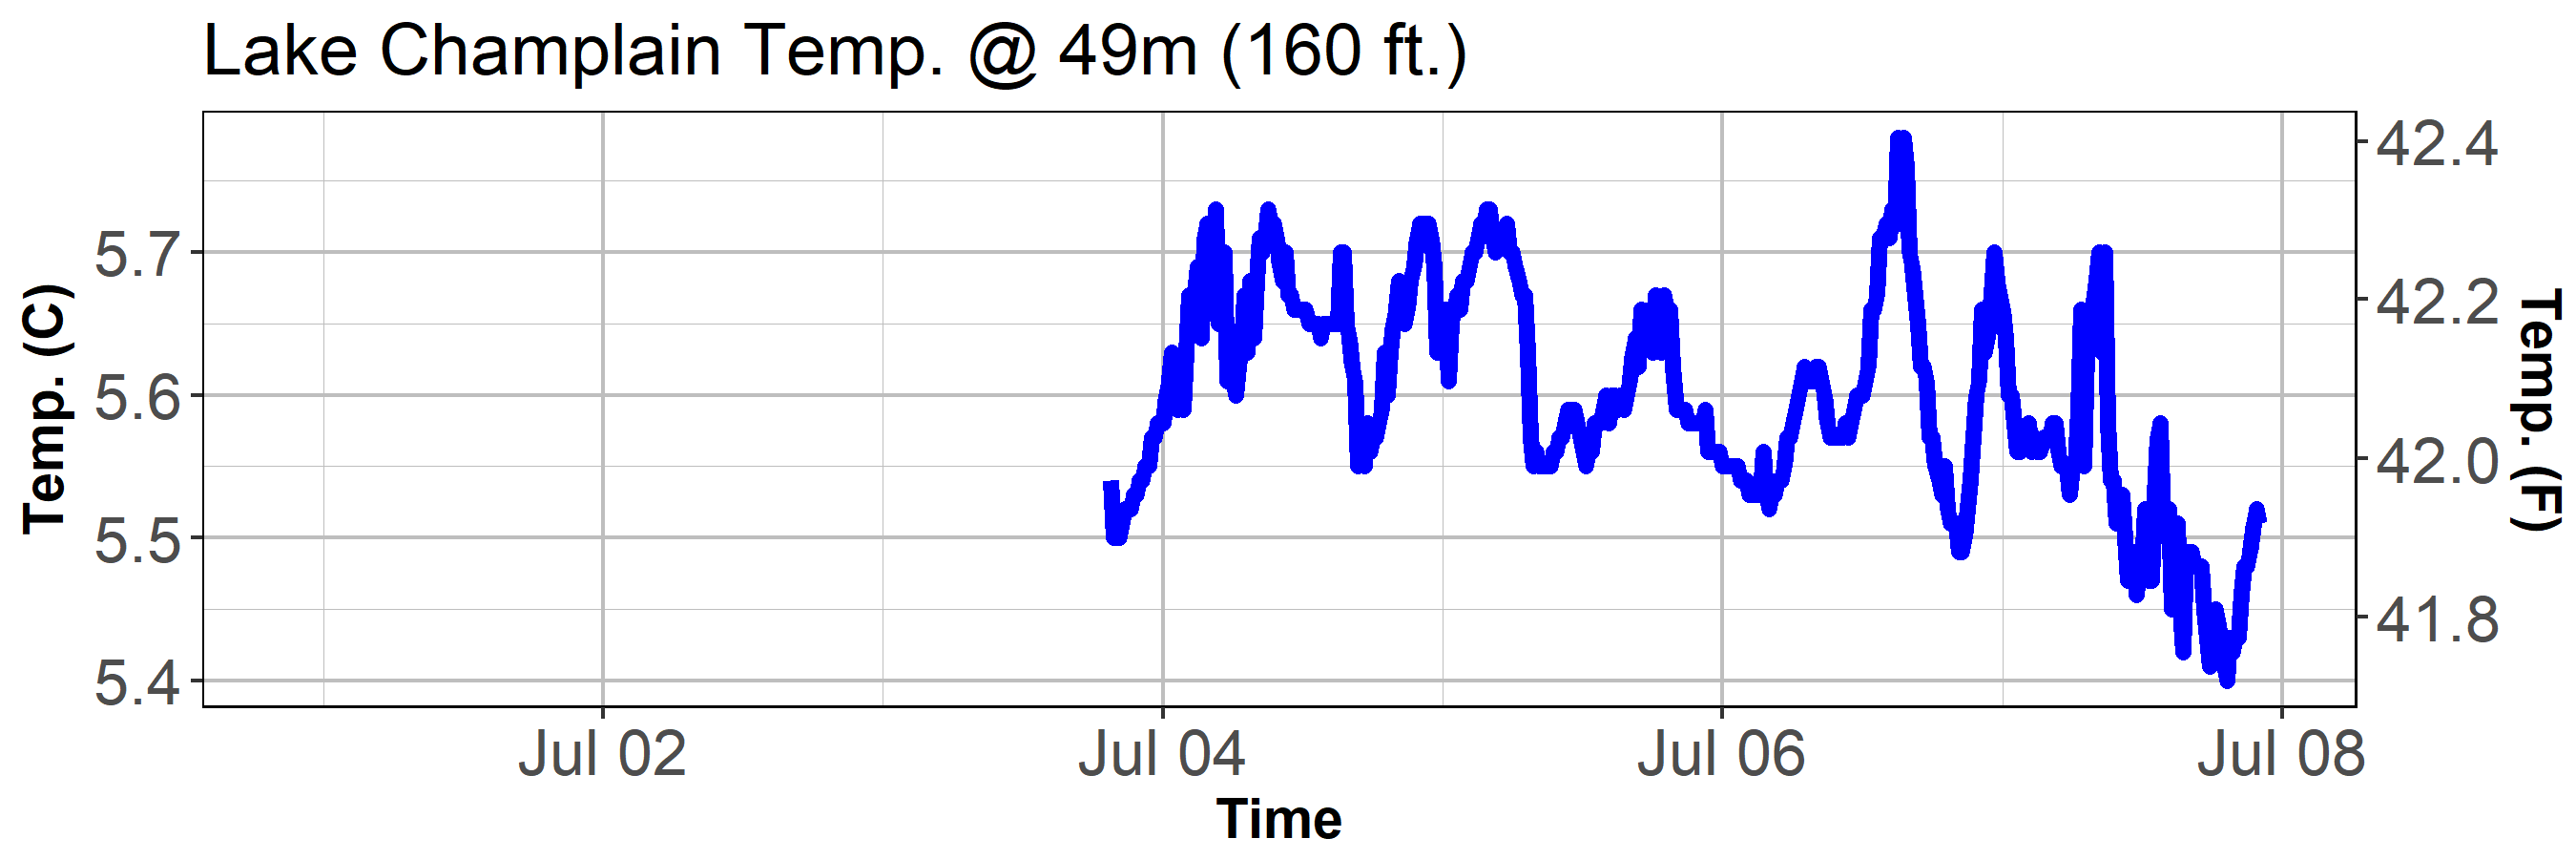 Lake Champlain Temp. @ 49m (160 ft.)
Temp. (C)
5.7
5.6
5.5
5.4
42.4
42.2
42.0
41.8
Temp. (F)
Jul 02
Jul 04
Jul 06
Jul 08
Time